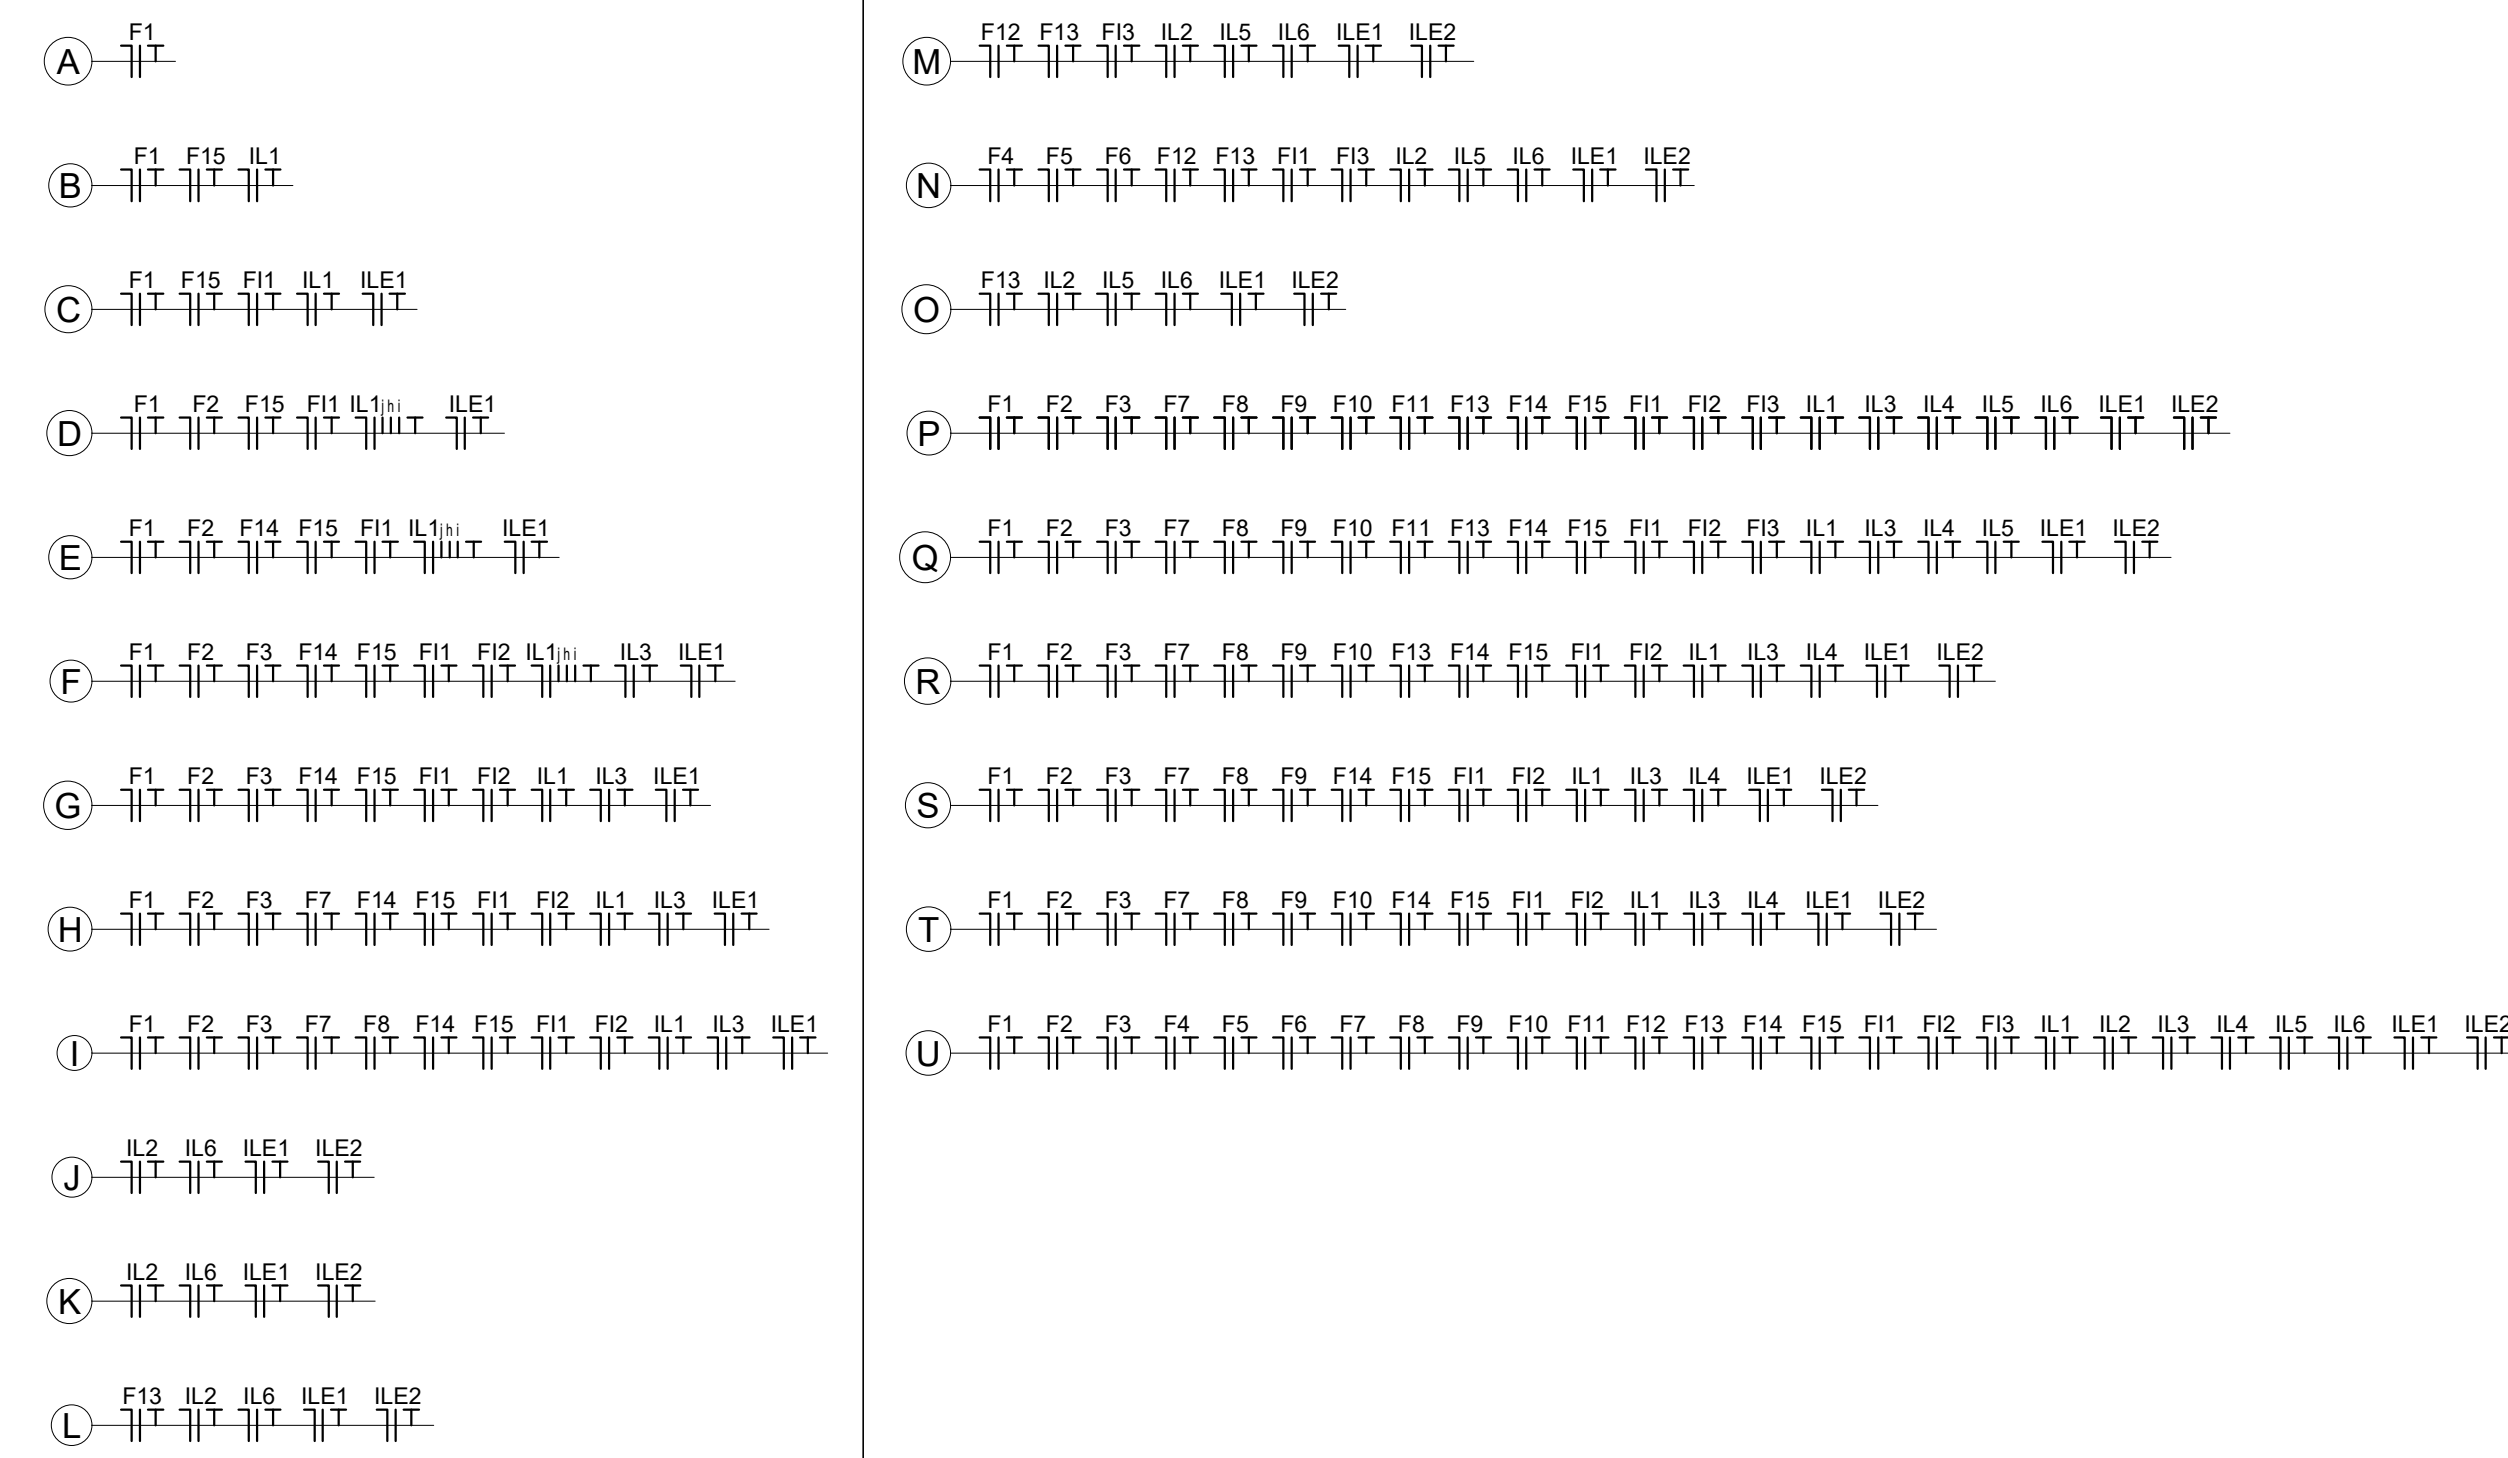 F1
A
F1 F15 IL1
B
F1 F15 FI1 IL1 ILE1
C
F1 F2 F15 FI1 IL1jhi ILE1
D
F1 F2 F14 F15 FI1 IL1jhi ILE1
E
F1 F2 F3 F14 F15 FI1 FI2 IL1jhi IL3 ILE1
F
F1 F2 F3 F14 F15 FI1 FI2 IL1 IL3 ILE1
G
F1 F2 F3 F7 F14 F15 FI1 FI2 IL1 IL3 ILE1
H
F1 F2 F3 F7 F8 F14 F15 FI1 FI2 IL1 IL3 ILE1
I
IL2 IL6 ILE1 ILE2
J
IL2 IL6 ILE1 ILE2
K
F13 IL2 IL6 ILE1 ILE2
L
F12 F13 FI3 IL2 IL5 IL6 ILE1 ILE2
M
F4 F5 F6 F12 F13 FI1 FI3 IL2 IL5 IL6 ILE1 ILE2
N
F13 IL2 IL5 IL6 ILE1 ILE2
O
F1 F2 F3 F7 F8 F9 F10 F11 F13 F14 F15 FI1 FI2 FI3 IL1 IL3 IL4 IL5 IL6 ILE1 ILE2
P
F1 F2 F3 F7 F8 F9 F10 F11 F13 F14 F15 FI1 FI2 FI3 IL1 IL3 IL4 IL5 ILE1 ILE2
Q
F1 F2 F3 F7 F8 F9 F10 F13 F14 F15 FI1 FI2 IL1 IL3 IL4 ILE1 ILE2
R
F1 F2 F3 F7 F8 F9 F14 F15 FI1 FI2 IL1 IL3 IL4 ILE1 ILE2
S
F1 F2 F3 F7 F8 F9 F10 F14 F15 FI1 FI2 IL1 IL3 IL4 ILE1 ILE2
T
F1 F2 F3 F4 F5 F6 F7 F8 F9 F10 F11 F12 F13 F14 F15 FI1 FI2 FI3 IL1 IL2 IL3 IL4 IL5 IL6 ILE1 ILE2
U